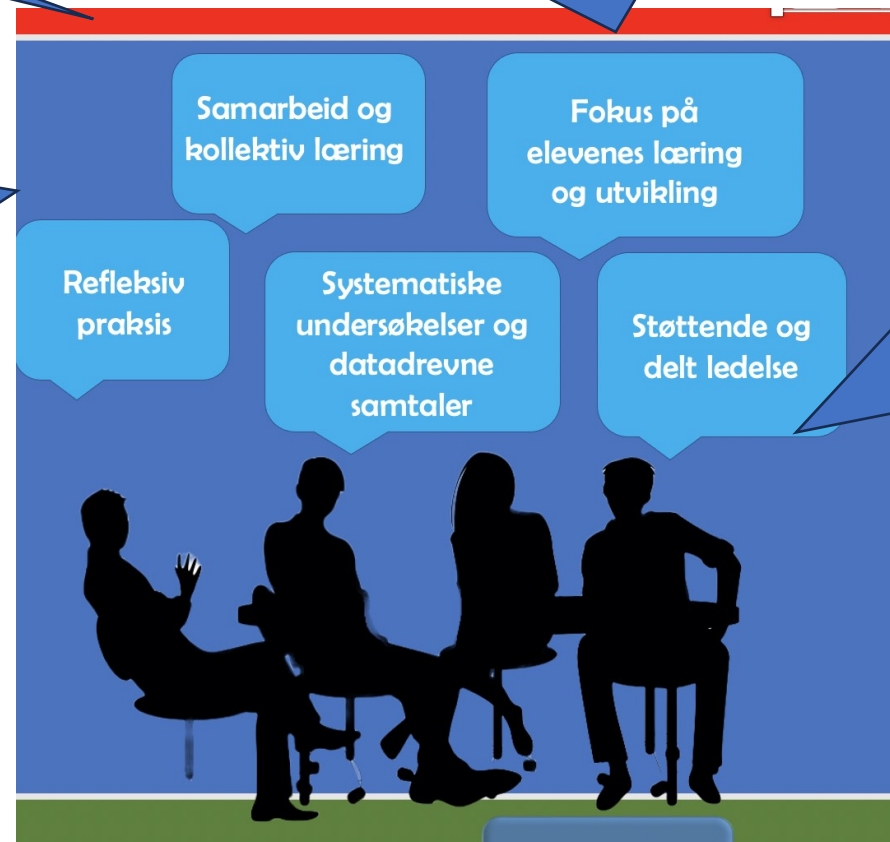 Samarbeid og
kollektiv læring
Fokus på
elevenes læring
og utvikling
Refleksiv
praksis
Systematiske
undersøkelser og
datadrevne
samtaler
Støttende og
delt ledelse